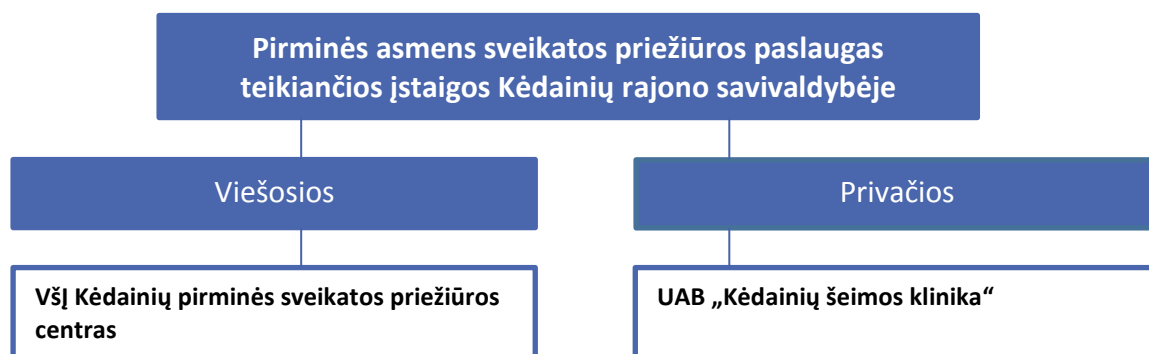 Pirminės asmens sveikatos priežiūros paslaugas
teikiančios įstaigos Kėdainių rajono savivaldybėje
Viešosios
Privačios
VšĮ Kėdainių pirminės sveikatos priežiūros
centras
UAB „Kėdainių šeimos klinika“